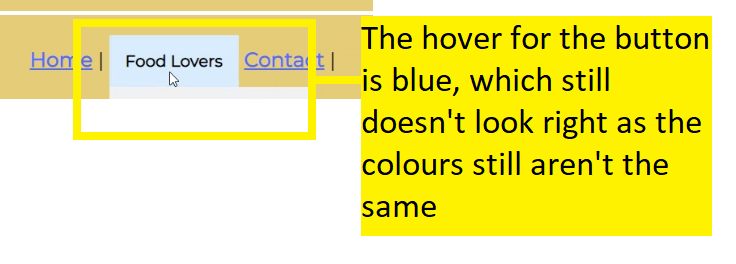 Home | Food Lovers Contact |
The hover for the button
is blue, which still
doesn't look right as the
colours still aren't the
same